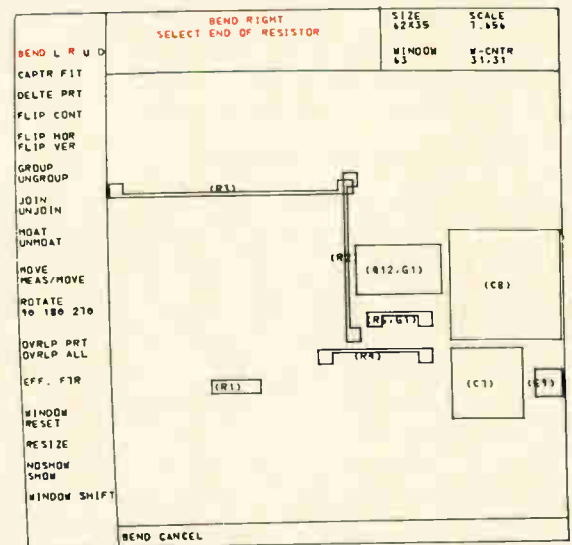 BEND RIGHT
SELECT END OF RESISTOR
SIZE SCALE
62X35 7.656
WINDOW W-CNTR
63 31,31
BEND L R U D
CAPTR FIT
DELTE PRT
FLIP CONT
FLIP HOR
FLIP VER
GROUP
UNGROUP
JOIN
UNJOIN
MOAT
UNMOAT
MOVE
MEAS/MOVE
ROTATE
90 180 270
OVRLP PRT
OVRLP ALL
EFF. FTR
WINDOW
RESET
RESIZE
NOSHOW
SHOW
WINDOW SHIFT
(R3)
(R2
(Q12,G1)
(C8)
(R5,G1)
(R4)
(R1)
(C7)
BEND CANCEL